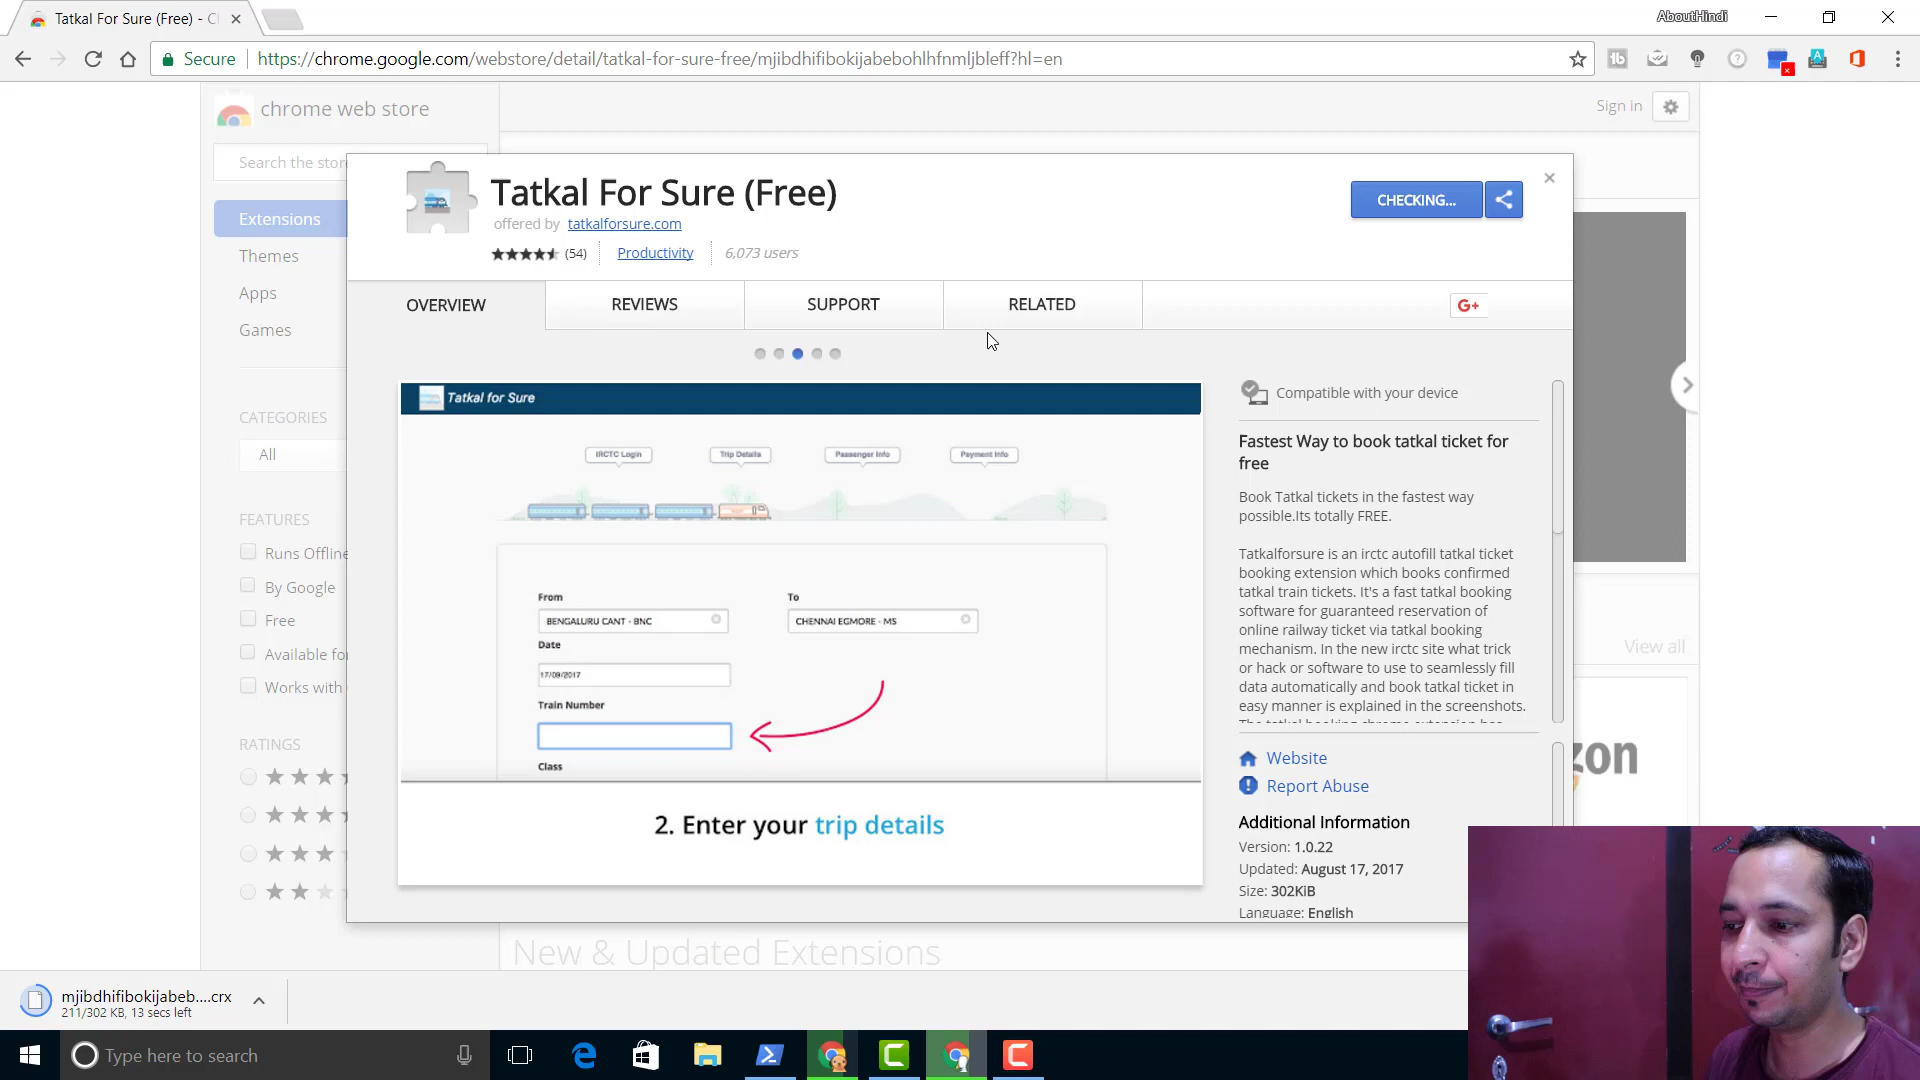 Tatkal For Sure (Free) - Cl
AboutHindi
Secure
https://chrome.google.com/webstore/detail/tatkal-for-sure-free/mjibdhifibokijabebohlhfnmljbleff?hl=en
chrome web store
Sign in
Search the stor
Extensions
Themes
Apps
Games
CATEGORIES
All
FEATURES
Runs Offline
By Google
Free
Available fo
Works with
RATINGS
Tatkal For Sure (Free)
offered by tatkalforsure.com
(54)
Productivity
6,073 users
CHECKING...
OVERVIEW
REVIEWS
SUPPORT
RELATED
G+
Tatkal for Sure
IRCTC Login
Trip Details
Passenger Info
Payment Info
From
To
BENGALURU CANT - BNC
CHENNAI EGMORE - MS
Date
17/09/2017
Train Number
Class
2. Enter your trip details
Compatible with your device
Fastest Way to book tatkal ticket for
free
Book Tatkal tickets in the fastest way
possible.Its totally FREE.
Tatkalforsure is an irctc autofill tatkal ticket
booking extension which books confirmed
tatkal train tickets. It's a fast tatkal booking
software for guaranteed reservation of
online railway ticket via tatkal booking
mechanism. In the new irctc site what trick
or hack or software to use to seamlessly fill
data automatically and book tatkal ticket in
easy manner is explained in the screenshots.
The tatkal booking chrome extension has
Website
Report Abuse
Additional Information
Version: 1.0.22
Updated: August 17, 2017
Size: 302KiB
Language: English
View all
zon
New & Updated Extensions
mjibdhifibokijabeb....crx
211/302 KB, 13 secs left
Type here to search